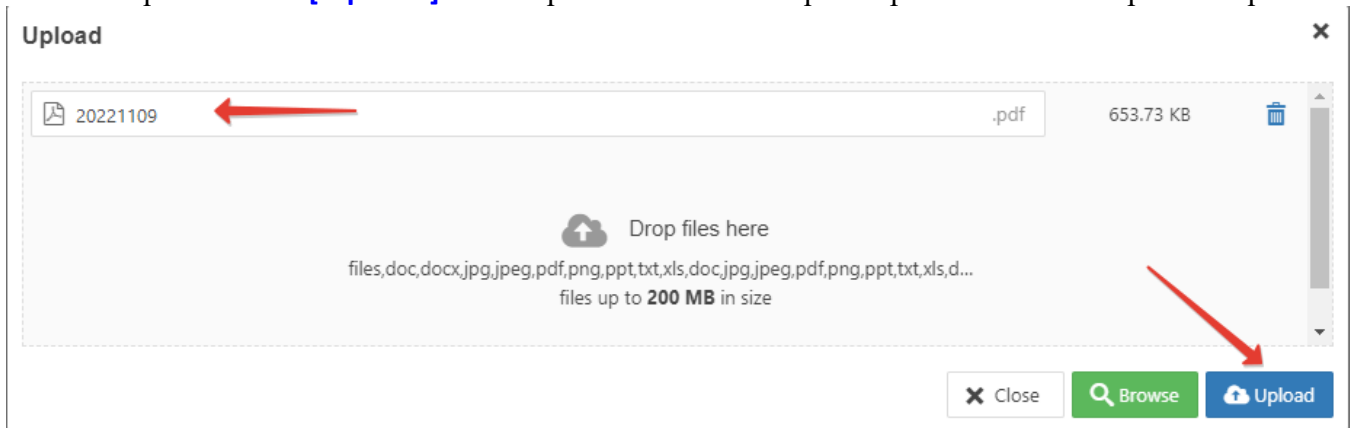 Upload
20221109 .pdf 653.73 KB
Drop files here
files,doc,docx,jpg,jpeg,pdf,png,ppt,txt,xls,doc,jpg,jpeg,pdf,png,ppt,txt,xls,d...
files up to 200 MB in size
Close Browse Upload